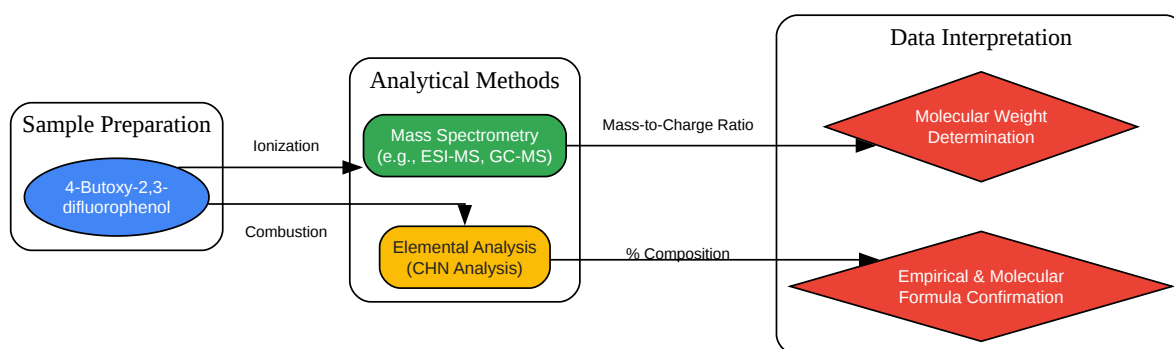 Data Interpretation
Analytical Methods
Sample Preparation
4-Butoxy-2,3-
difluorophenol
Ionization
Combustion
Mass Spectrometry
(e.g., ESI-MS, GC-MS)
Elemental Analysis
(CHN Analysis)
Mass-to-Charge Ratio
% Composition
Molecular Weight
Determination
Empirical & Molecular
Formula Confirmation